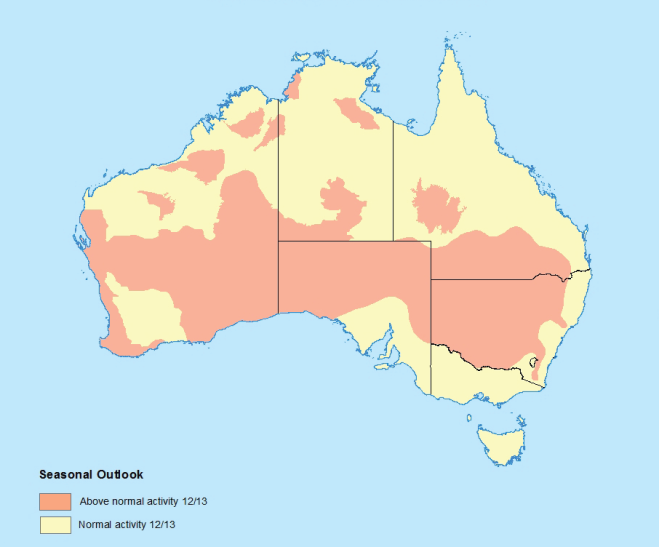 Seasonal Outlook
Above normal activity 12/13
Normal activity 12/13